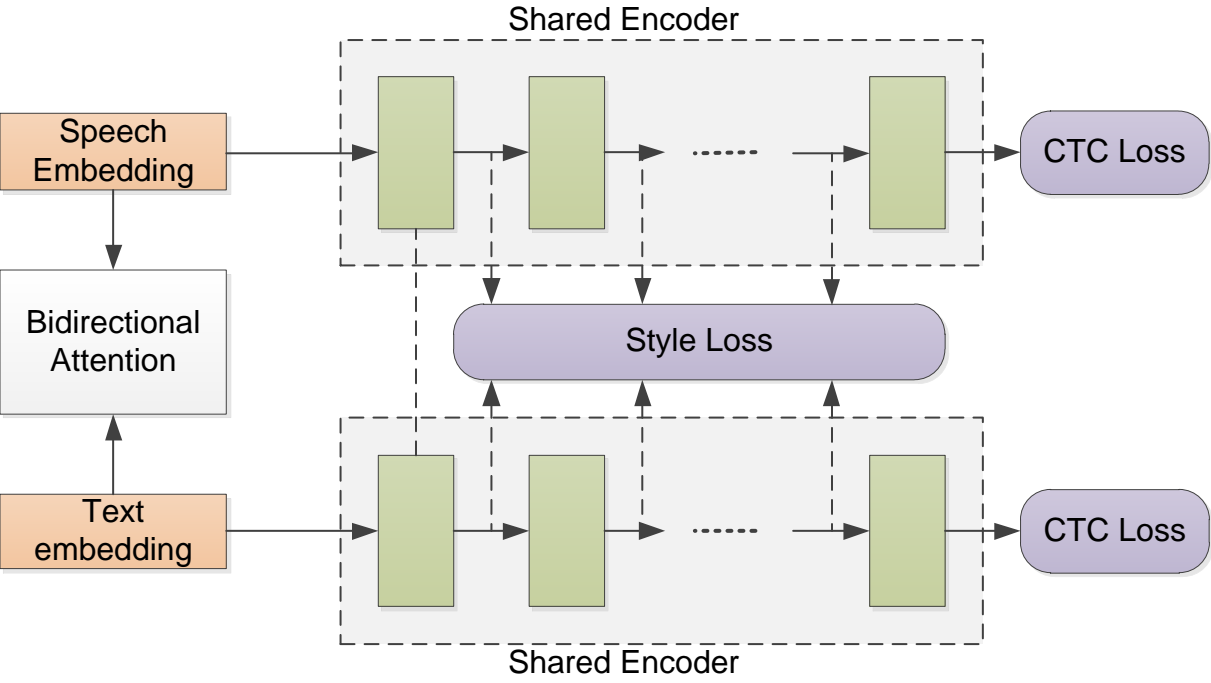 Shared Encoder
Speech
Embedding
CTC Loss
Bidirectional
Attention
Style Loss
Text
embedding
CTC Loss
Shared Encoder